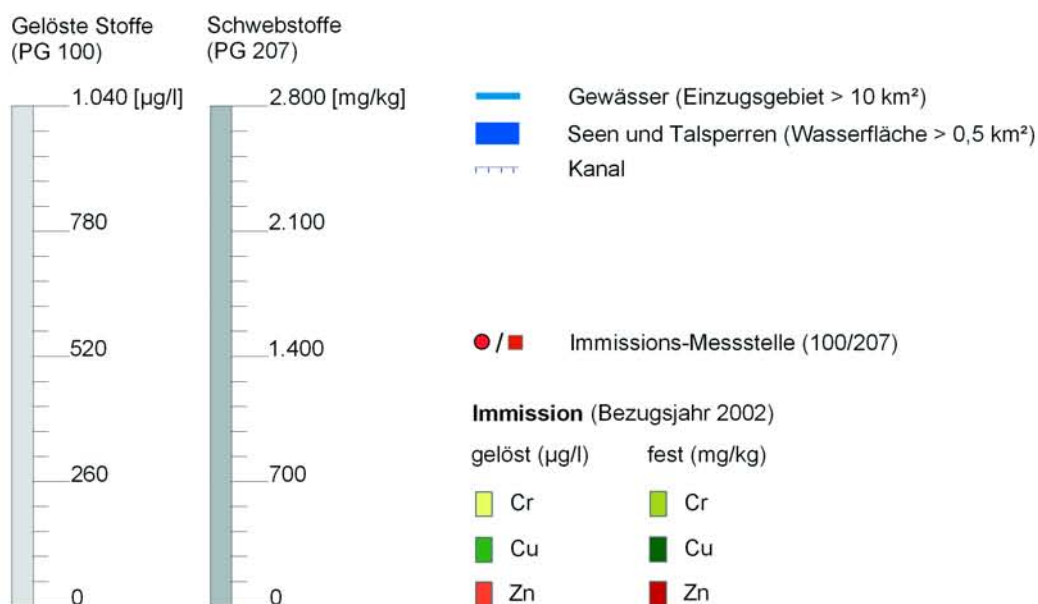 Gelöste Stoffe
(PG 100)
1.040 [µg/l]
780
520
260
0
Schwebstoffe
(PG 207)
2.800 [mg/kg]
2.100
1.400
700
0
Gewässer (Einzugsgebiet > 10 km²)
Seen und Talsperren (Wasserfläche > 0,5 km²)
Kanal
/ Immissions-Messstelle (100/207)
Immission (Bezugsjahr 2002)
gelöst (µg/l) fest (mg/kg)
Cr Cr
Cu Cu
Zn Zn